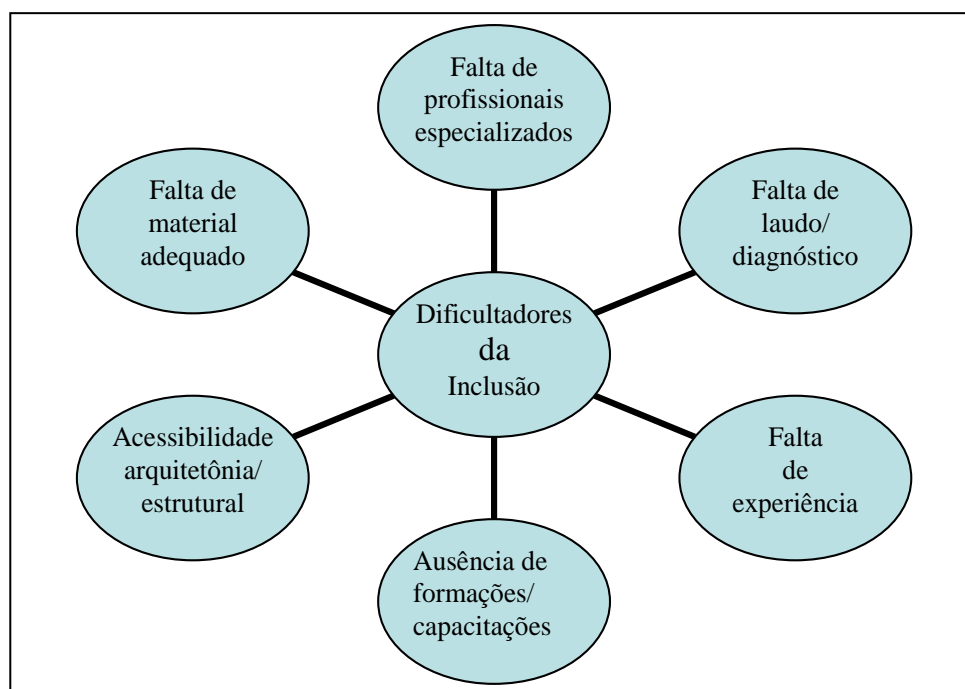 Falta de
profissionais
especializados
Falta de
material
adequado
Falta de
laudo/
diagnóstico
Dificultadores
da
Inclusão
Acessibilidade
arquitetônia/
estrutural
Falta
de
experiência
Ausência de
formações/
capacitações